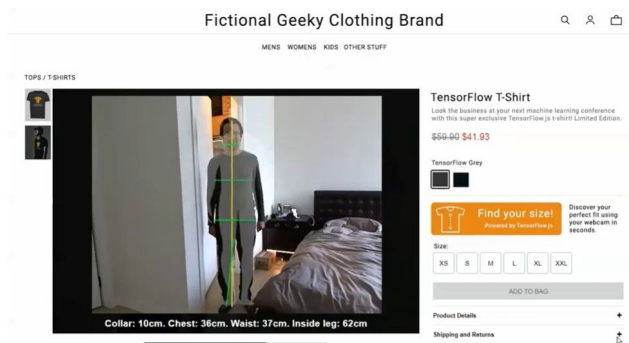 Fictional Geeky Clothing Brand
MENS WOMENS KIDS OTHER STUFF
TOPS / T-SHIRTS
TensorFlow T-Shirt
Look the business at your next machine learning conference
with this super exclusive TensorFlow.js t-shirt! Limited Edition.
$59.90 $41.93
TensorFlow Grey
Find your size!
Powered by TensorFlow.js
Discover your
perfect fit using
your webcam in
seconds.
Size:
XS S M L XL XXL
ADD TO BAG
Product Details +
Shipping and Returns +
Collar: 10cm. Chest: 36cm. Waist: 37cm. Inside leg: 62cm